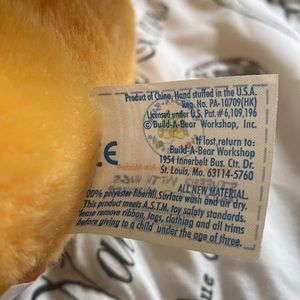 Product of China, Hand stuffed in the U.S.A.
Reg. No. PA-10709(HK)
Licensed under U.S. Pat.# 6,109,196
© Build-A-Bear Workshop, Inc.
If lost, return to:
Build-A-Bear Workshop
1954 Innerbelt Bus. Ctr. Dr.
St. Louis, Mo. 63114-5760
CE
ALL NEW MATERIAL
100% polyester fiberfill, Surface wash and air dry.
This product meets A.S.T.M. toy safety standards.
Please remove ribbon, tags, clothing and all trims
before giving to a child under the age of three.